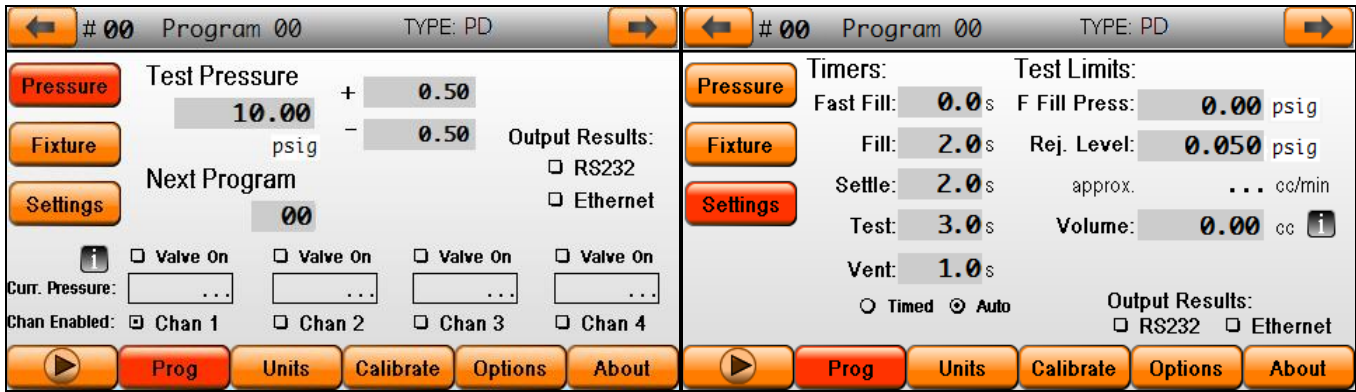 # 00 Program 00 TYPE: PD
Pressure
Test Pressure
10.00
psig
+ 0.50
- 0.50
Fixture
Output Results:
RS232
Ethernet
Next Program
00
Settings
i
Valve On Valve On Valve On Valve On
Curr. Pressure: ... ... ... ...
Chan Enabled: Chan 1 Chan 2 Chan 3 Chan 4
Prog Units Calibrate Options About
# 00 Program 00 TYPE: PD
Pressure
Fixture
Settings
Timers:
Fast Fill: 0.0 s
Fill: 2.0 s
Settle: 2.0 s
Test: 3.0 s
Vent: 1.0 s
Timed Auto
Test Limits:
F Fill Press: 0.00 psig
Rej. Level: 0.050 psig
approx. ... cc/min
Volume: 0.00 cc i
Output Results:
RS232 Ethernet
Prog Units Calibrate Options About